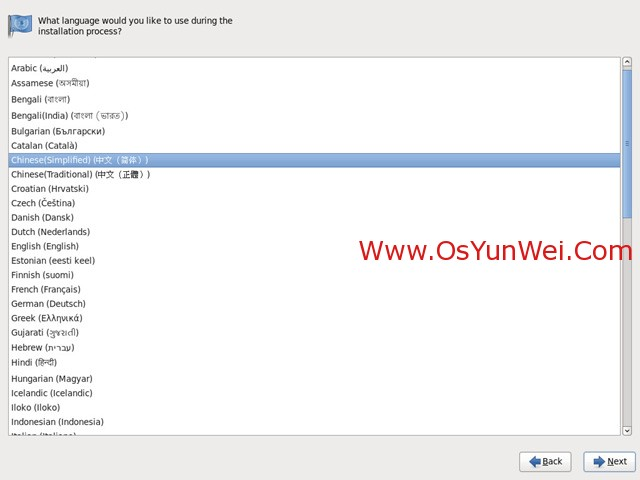 What language would you like to use during the
installation process?
Arabic (العربية)
Assamese (অসমীয়া)
Bengali (বাংলা)
Bengali(India) (বাংলা (ভারত))
Bulgarian (Български)
Catalan (Català)
Chinese(Simplified) (中文（简体）)
Chinese(Traditional) (中文（正體）)
Croatian (Hrvatski)
Czech (Čeština)
Danish (Dansk)
Dutch (Nederlands)
English (English)
Www.OsYunWei.Com
Estonian (eesti keel)
Finnish (suomi)
French (Français)
German (Deutsch)
Greek (Ελληνικά)
Gujarati (ગુજરાતી)
Hebrew (עברית)
Hindi (हिन्दी)
Hungarian (Magyar)
Icelandic (Icelandic)
Iloko (Iloko)
Indonesian (Indonesia)
Italian (Italiano)
Back
Next